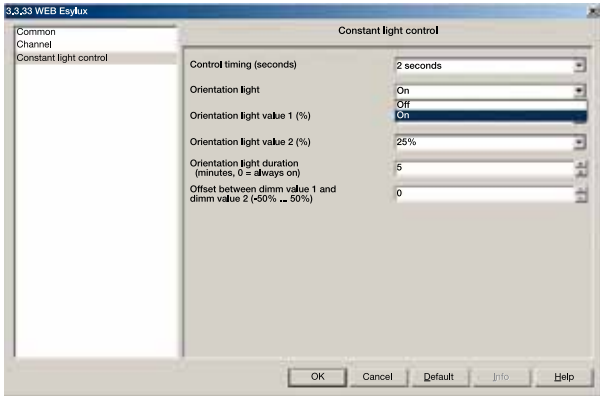 3.3.33 WEB Esylux
Common
Channel
Constant light control
Constant light control
Control timing (seconds)
2 seconds
Orientation light
On
Off
On
Orientation light value 1 (%)
Orientation light value 2 (%)
25%
Orientation light duration
(minutes, 0 = always on)
5
Offset between dimm value 1 and
dimm value 2 (-50% ... 50%)
0
OK
Cancel
Default
Info
Help